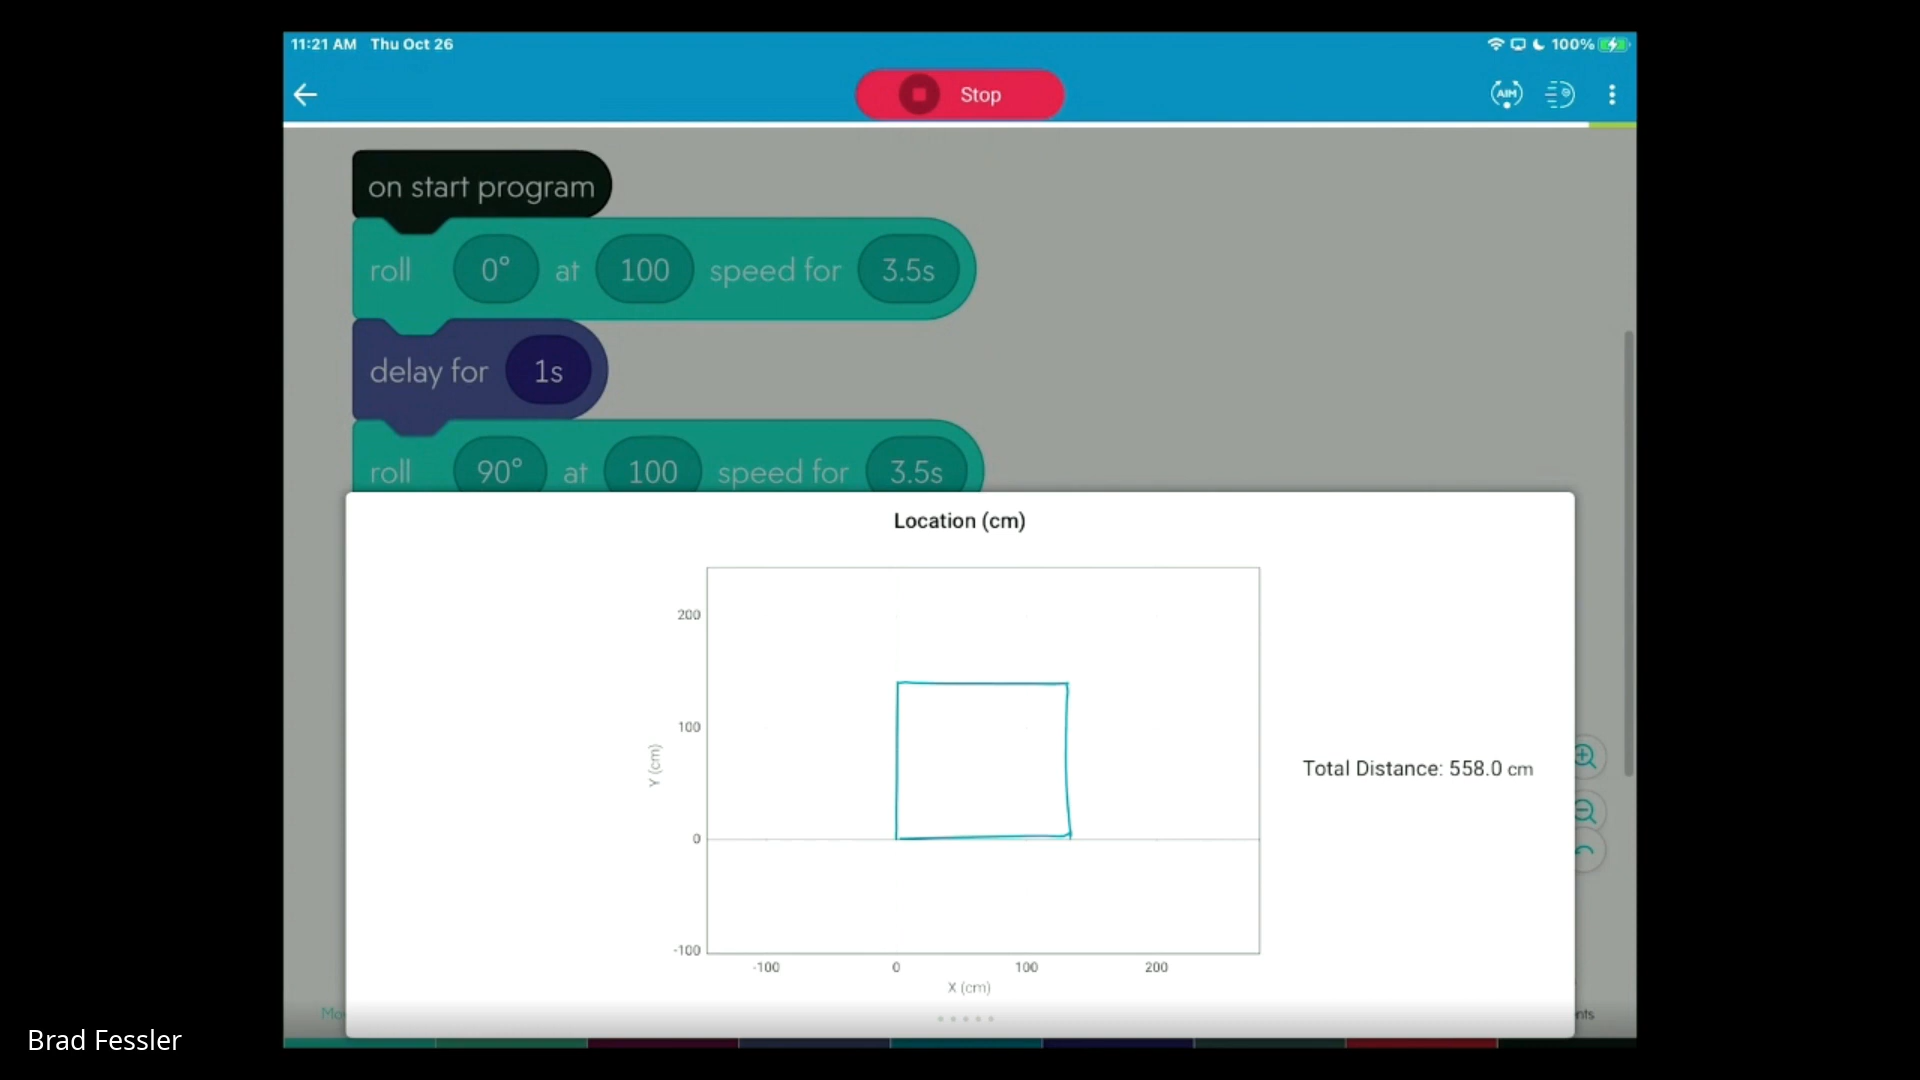 11:21 AM Thu Oct 26
100%
Stop
AIM
on start program
roll 0° at 100 speed for 3.5s
delay for 1s
roll 90° at 100 speed for 3.5s
Location (cm)
200
100
Y (cm)
0
-100
-100 0 100 200
X (cm)
Total Distance: 558.0 cm
Brad Fessler